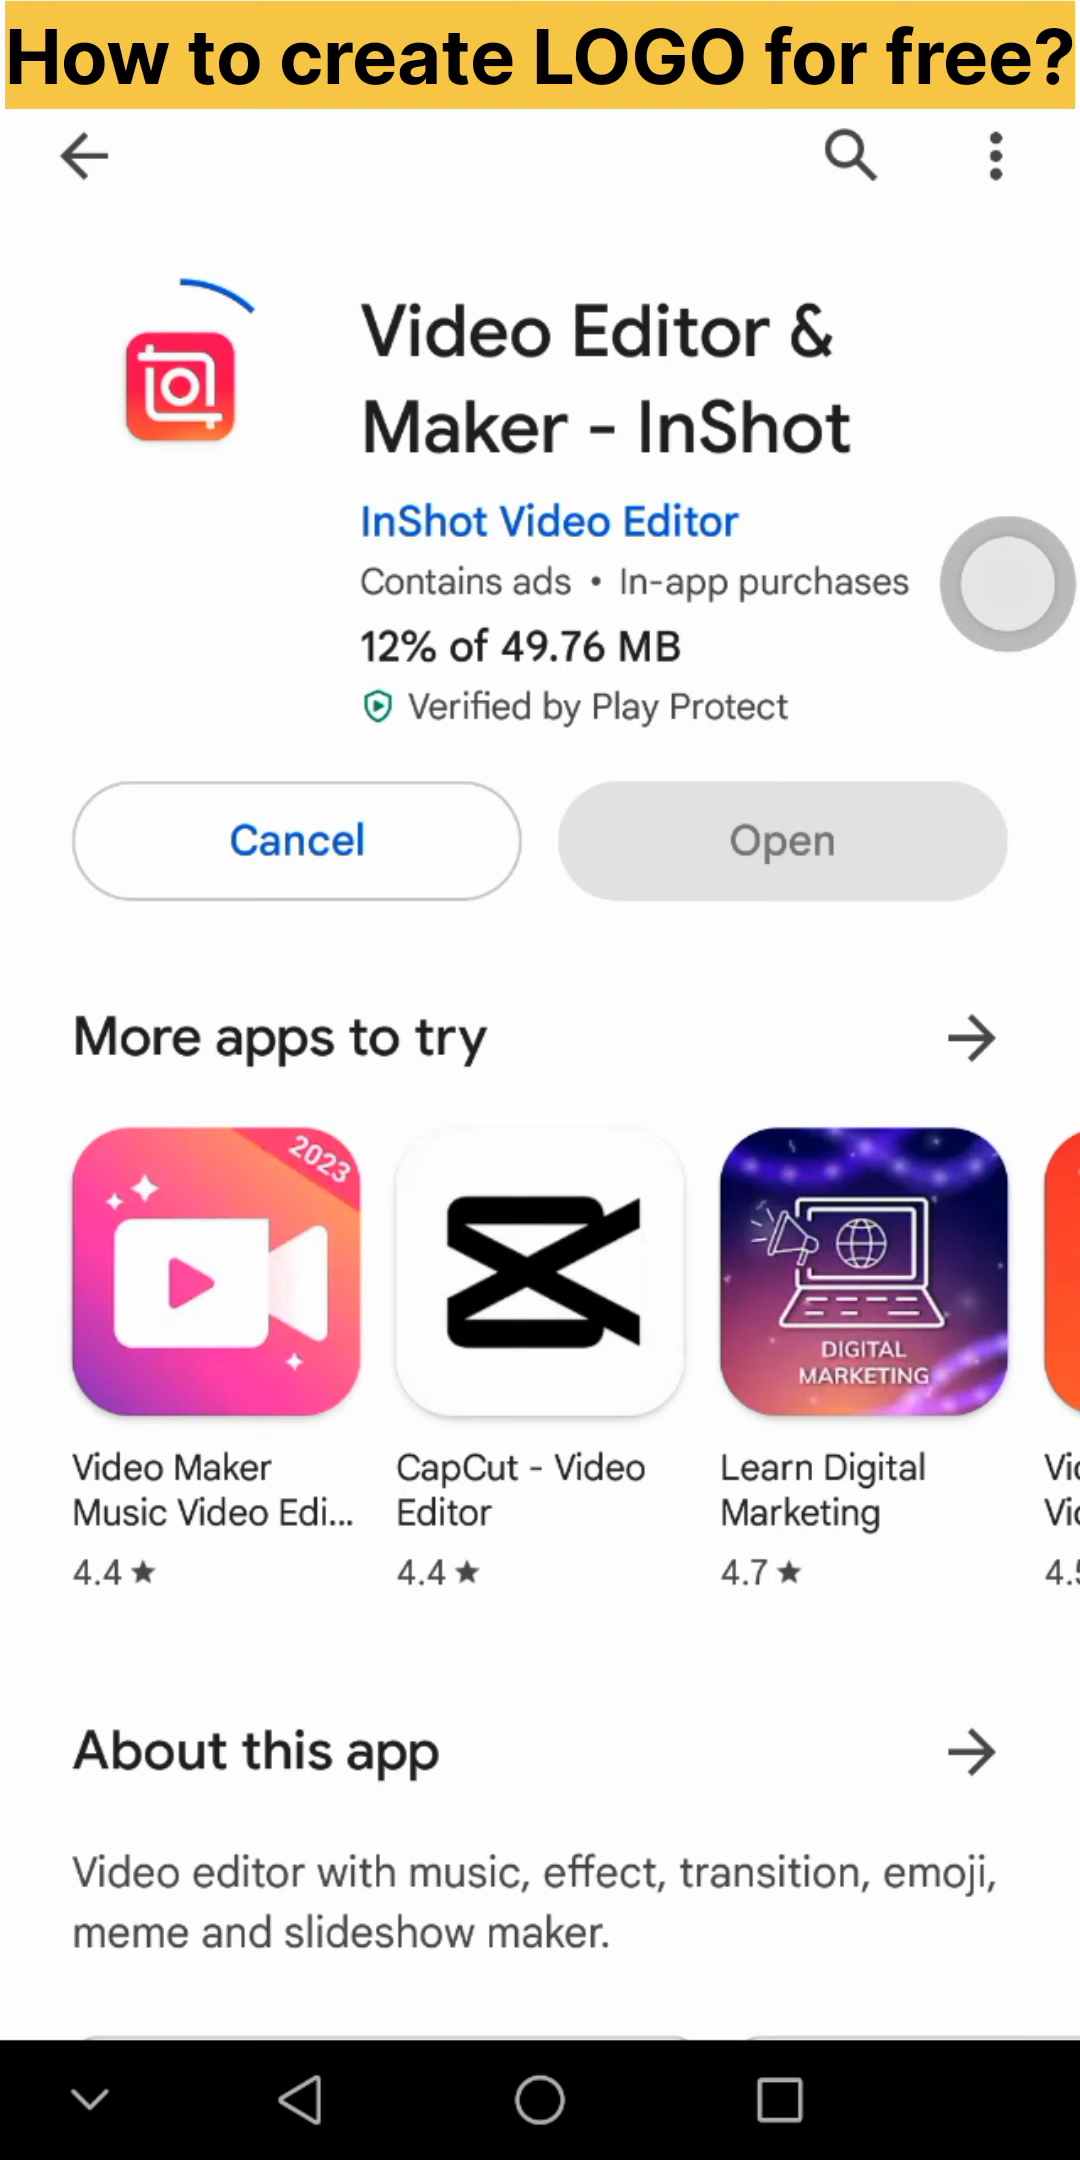 How to create LOGO for free?
Video Editor &
Maker - InShot
InShot Video Editor
Contains ads • In-app purchases
12% of 49.76 MB
Verified by Play Protect
Cancel
Open
More apps to try
2023
DIGITAL
MARKETING
Video Maker
Music Video Edi...
4.4 ★
CapCut - Video
Editor
4.4 ★
Learn Digital
Marketing
4.7 ★
About this app
Video editor with music, effect, transition, emoji,
meme and slideshow maker.